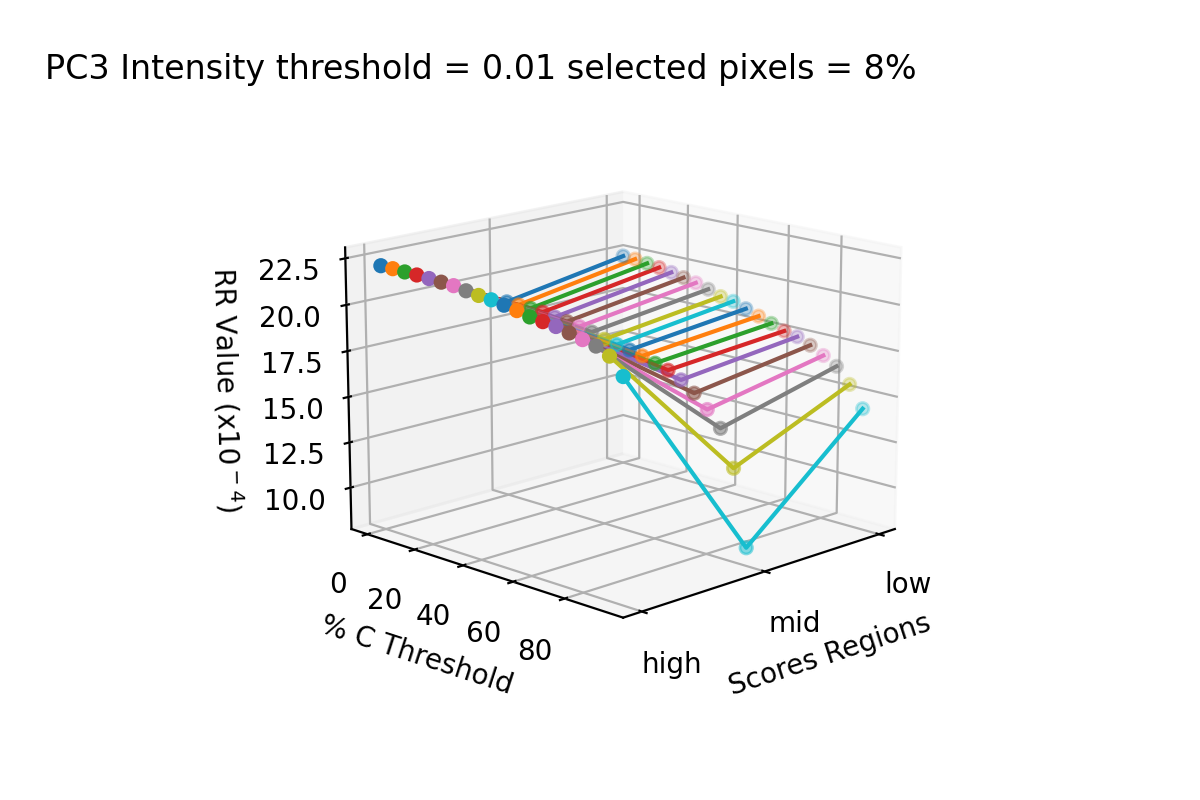 PC3 Intensity threshold = 0.01 selected pixels = 8%
RR Value (x10⁻⁴)
22.5
20.0
17.5
15.0
12.5
10.0
0
20
40
60
80
% C Threshold
high
mid
low
Scores Regions